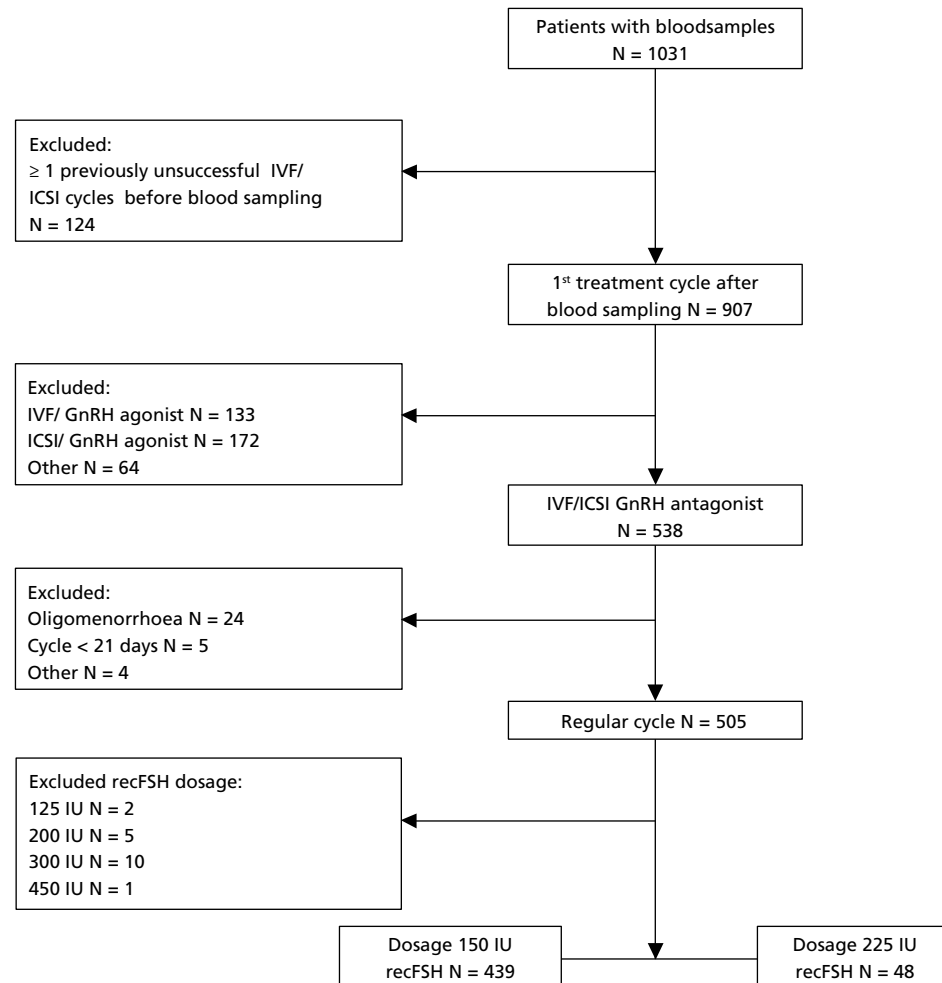 Patients with bloodsamples
N = 1031
Excluded:
≥ 1 previously unsuccessful IVF/
ICSI cycles before blood sampling
N = 124
1st treatment cycle after
blood sampling N = 907
Excluded:
IVF/ GnRH agonist N = 133
ICSI/ GnRH agonist N = 172
Other N = 64
IVF/ICSI GnRH antagonist
N = 538
Excluded:
Oligomenorrhoea N = 24
Cycle < 21 days N = 5
Other N = 4
Regular cycle N = 505
Excluded recFSH dosage:
125 IU N = 2
200 IU N = 5
300 IU N = 10
450 IU N = 1
Dosage 150 IU
recFSH N = 439
Dosage 225 IU
recFSH N = 48